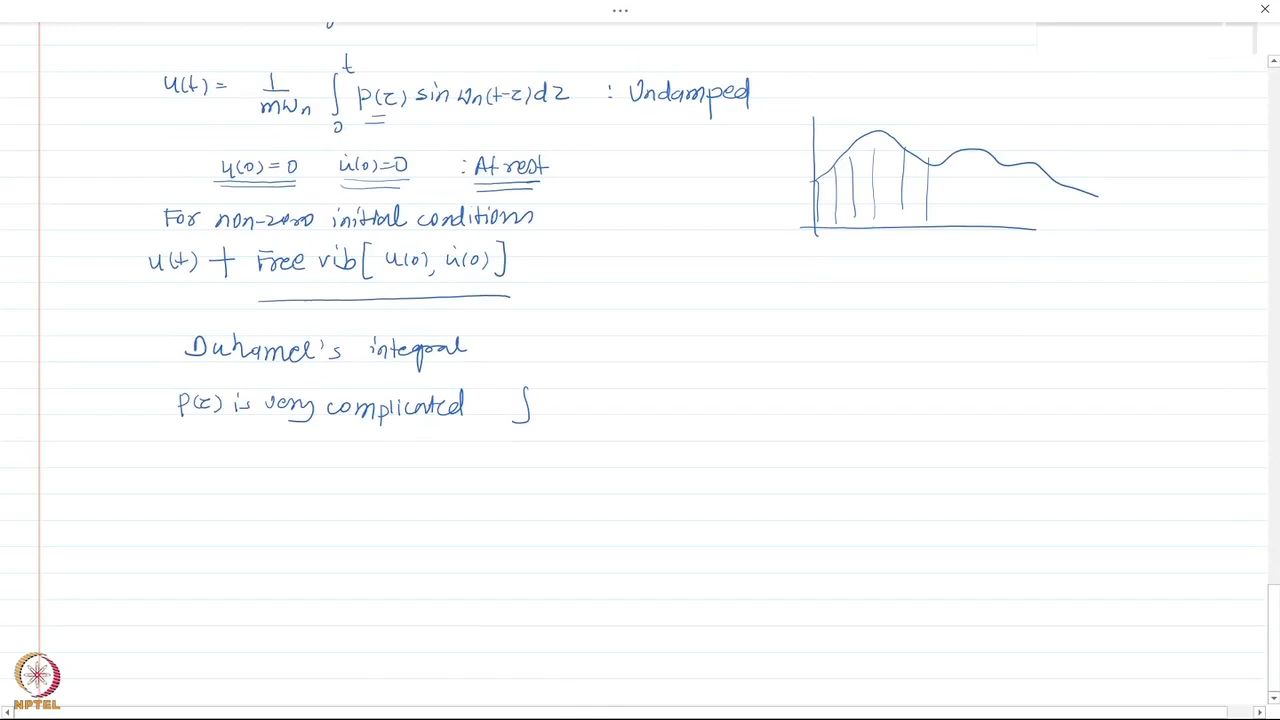 u(t) = 1/mωn ∫0^t p(τ) sin ωn(t-τ)dτ : Undamped
u(0)=0 u̇(0)=0 : At rest
For non-zero initial conditions
u(t) + Free vib[ u(0), u̇(0) ]
Duhamel's integral
p(τ) is very complicated ∫
NPTEL